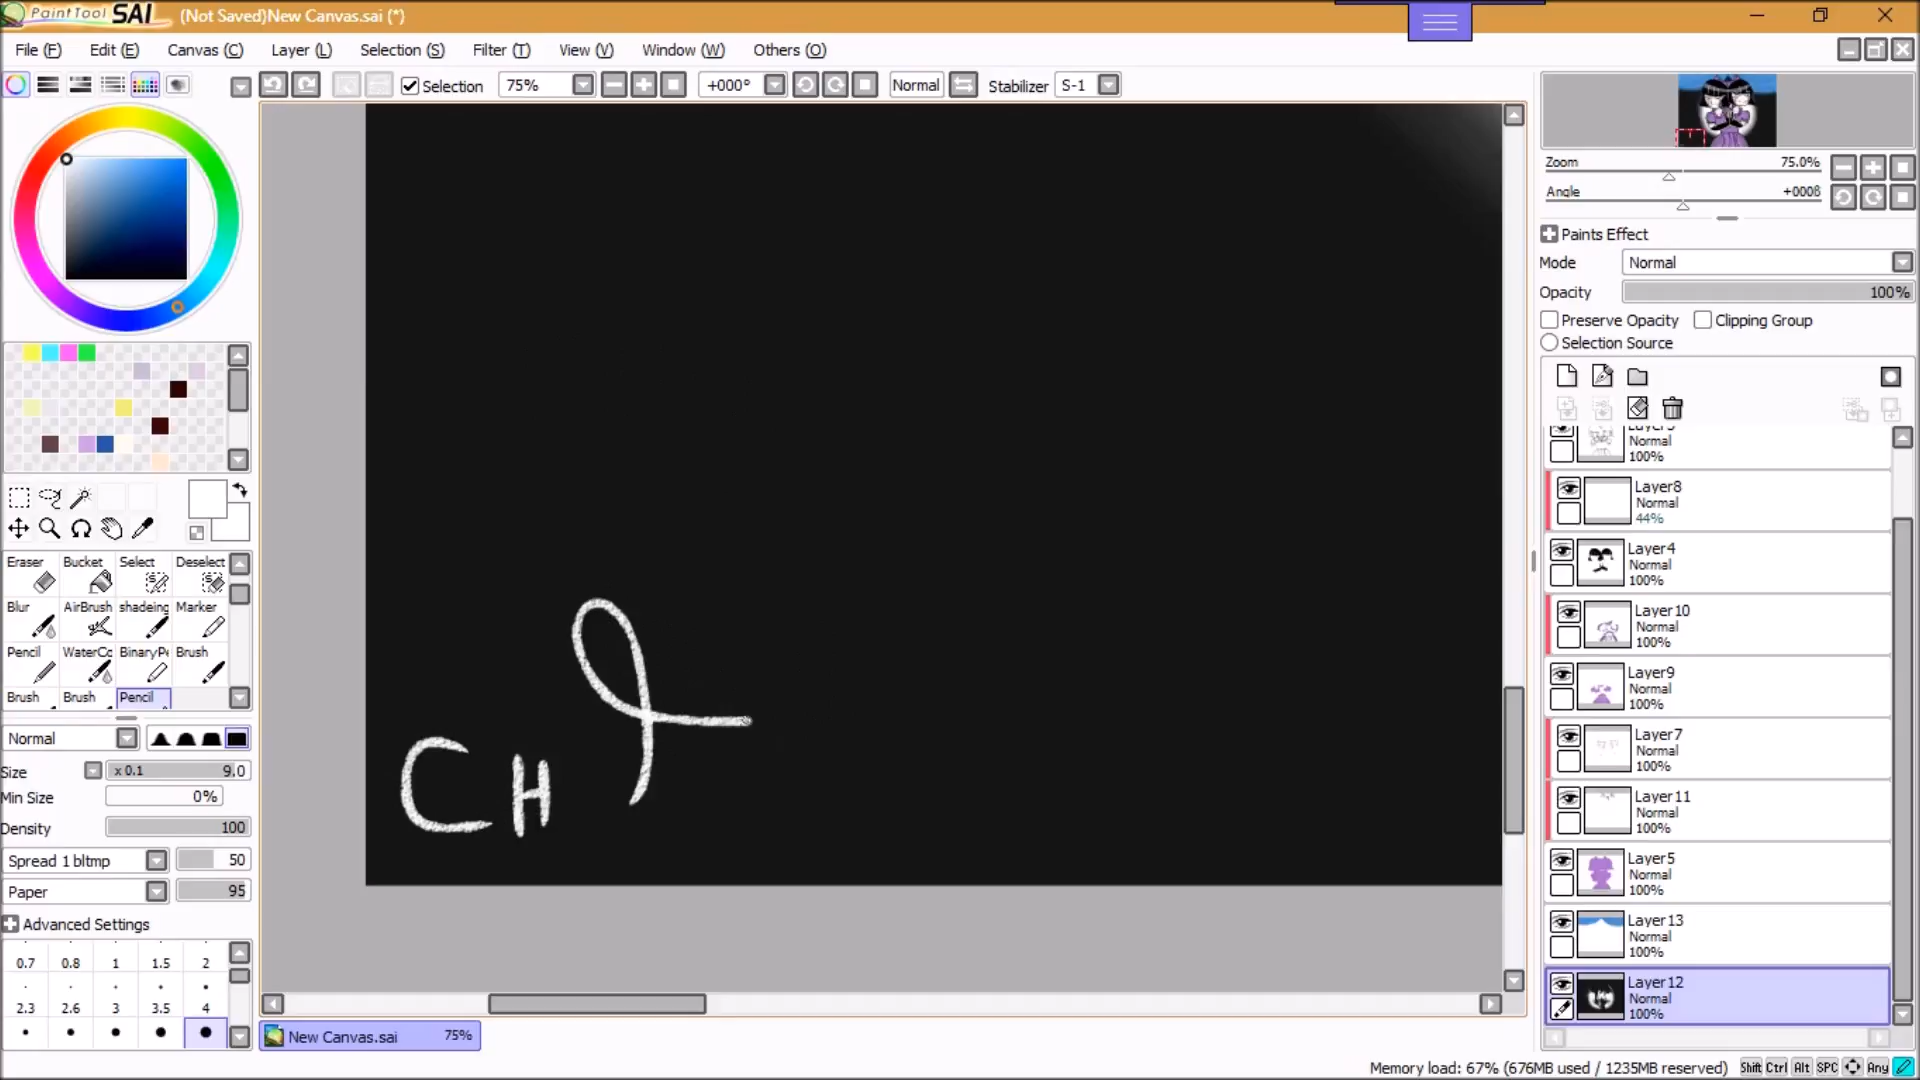 PaintTool SAI (Not Saved)New Canvas.sai (*)
File (F) Edit (E) Canvas (C) Layer (L) Selection (S) Filter (T) View (V) Window (W) Others (O)
Selection 75% +000° Normal Stabilizer S-1
Zoom 75.0%
Angle
Paints Effect
Mode Normal
Opacity 100%
Preserve Opacity Clipping Group
Selection Source
Normal
100%
Layer8
Normal
44%
Layer4
Normal
100%
Layer10
Normal
100%
Layer9
Normal
100%
Layer7
Normal
100%
Layer11
Normal
100%
Layer5
Normal
100%
Layer13
Normal
100%
Layer12
Normal
100%
Eraser Bucket Select Deselect
Blur AirBrush shadeing Marker
Pencil WaterCo BinaryPe Brush
Brush Brush Pencil
Normal
Size x 0.1 9.0
Min Size 0%
Density 100
Spread 1 bltmp 50
Paper 95
Advanced Settings
0.7 0.8 1 1.5 2
2.3 2.6 3 3.5 4
CH
New Canvas.sai 75%
Memory load: 67% (676MB used / 1235MB reserved) Shift Ctrl Alt SPC Any